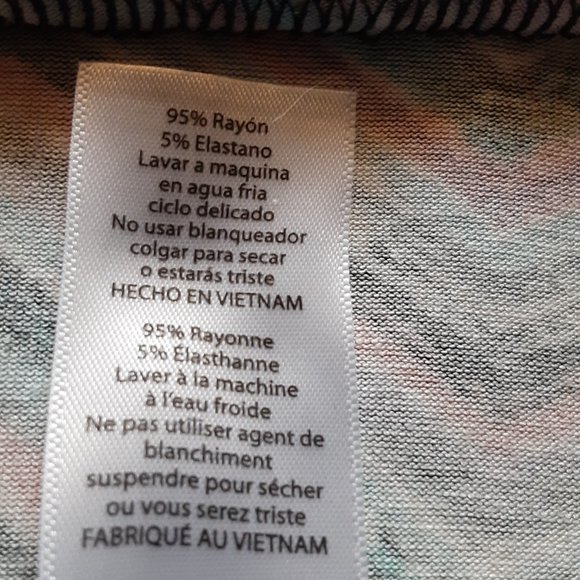 95% Rayón
5% Elastano
Lavar a maquina
en agua fria
ciclo delicado
No usar blanqueador
colgar para secar
o estarás triste
HECHO EN VIETNAM
95% Rayonne
5% Élasthanne
Laver à la machine
à l'eau froide
Ne pas utiliser agent de
blanchiment
suspendre pour sécher
ou vous serez triste
FABRIQUÉ AU VIETNAM